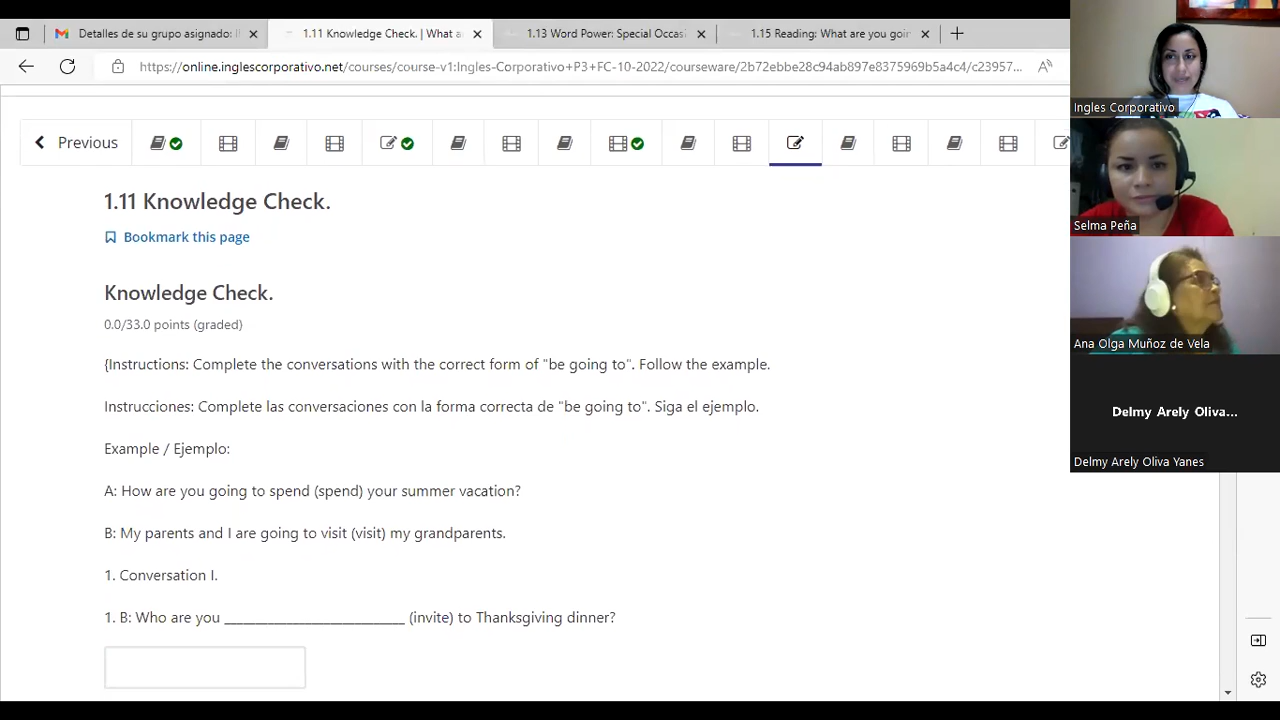 Detalles de su grupo asignado: I
1.11 Knowledge Check. | What a
1.13 Word Power: Special Occas
1.15 Reading: What are you goin
https://online.inglescorporativo.net/courses/course-v1:Ingles-Corporativo+P3+FC-10-2022/courseware/2b72ebbe28c94ab897e8375969b5a4c4/c23957...
Previous
1.11 Knowledge Check.
Bookmark this page
Knowledge Check.
0.0/33.0 points (graded)
{Instructions: Complete the conversations with the correct form of "be going to". Follow the example.
Instrucciones: Complete las conversaciones con la forma correcta de "be going to". Siga el ejemplo.
Example / Ejemplo:
A: How are you going to spend (spend) your summer vacation?
B: My parents and I are going to visit (visit) my grandparents.
1. Conversation I.
1. B: Who are you ____________________________ (invite) to Thanksgiving dinner?
Ingles Corporativo
Selma Peña
Ana Olga Muñoz de Vela
Delmy Arely Oliva...
Delmy Arely Oliva Yanes